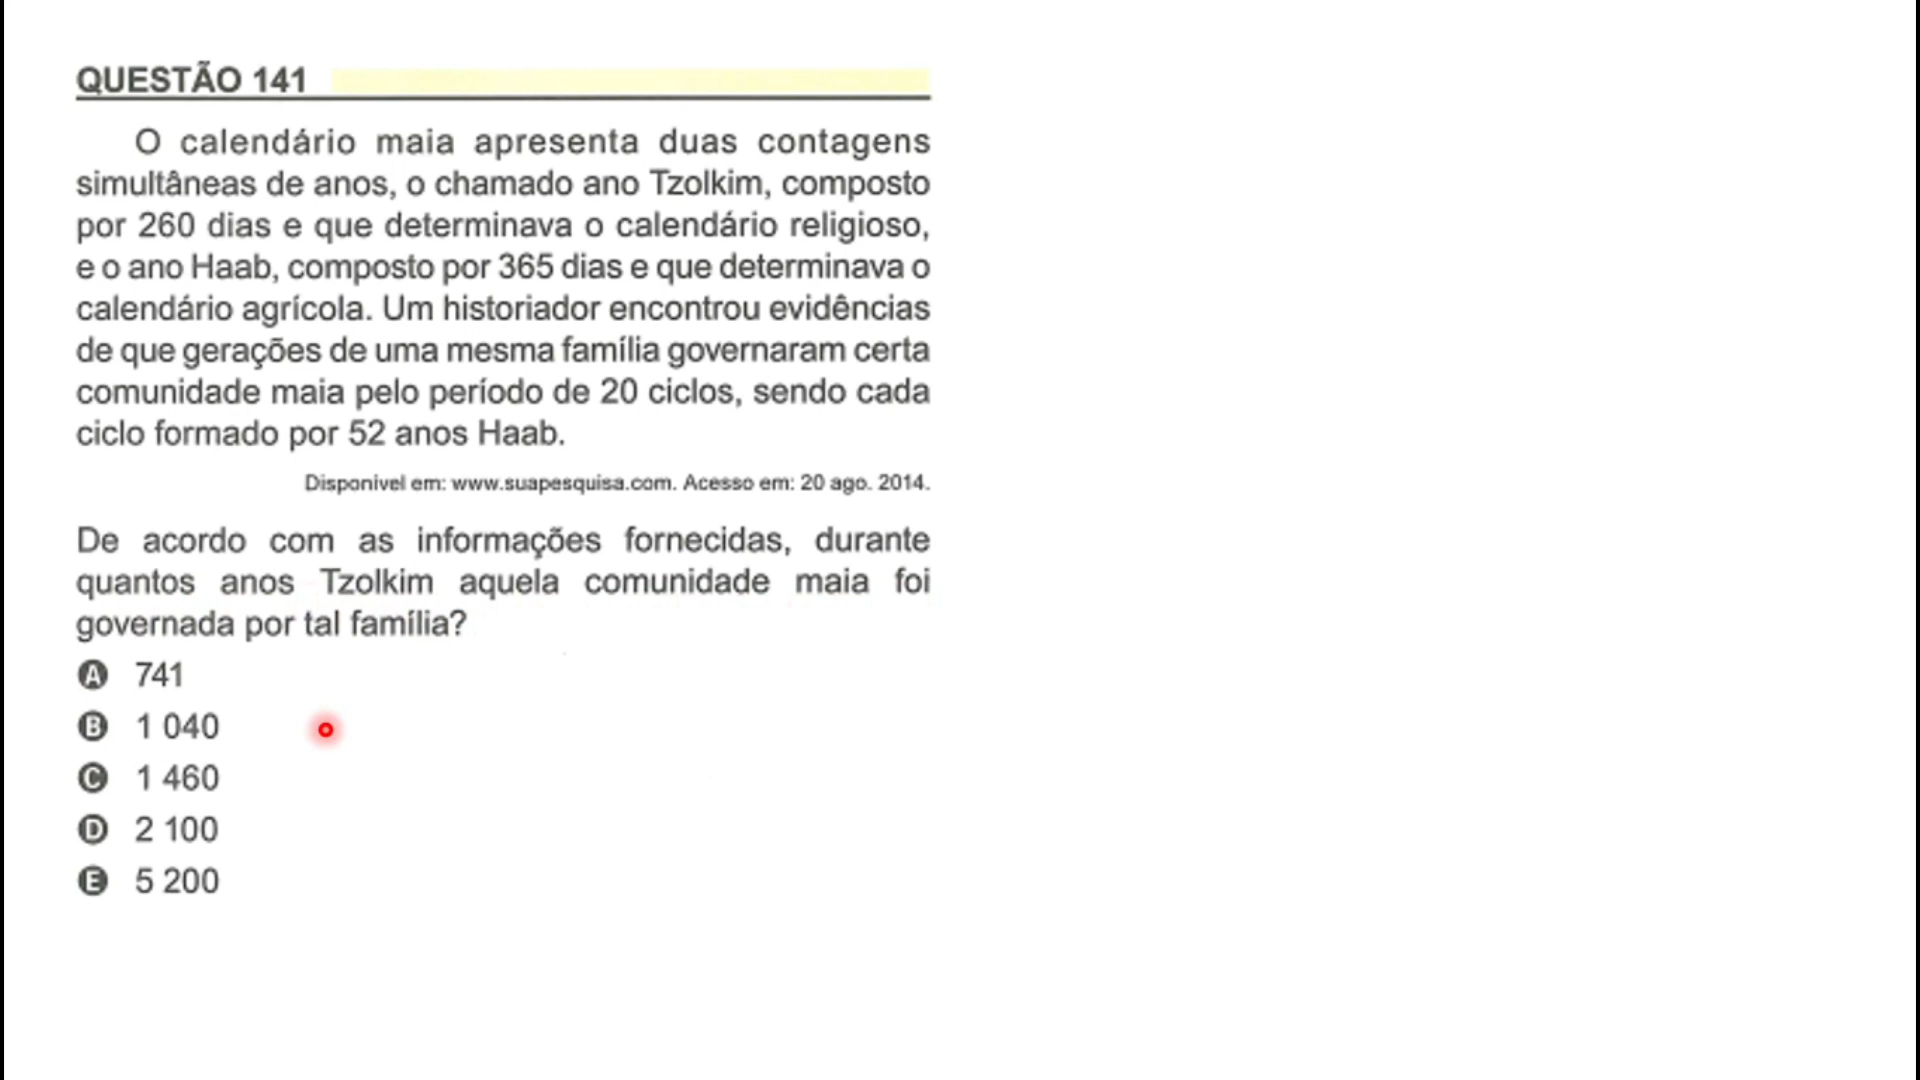 QUESTÃO 141
O calendário maia apresenta duas contagens
simultâneas de anos, o chamado ano Tzolkim, composto
por 260 dias e que determinava o calendário religioso,
e o ano Haab, composto por 365 dias e que determinava o
calendário agrícola. Um historiador encontrou evidências
de que gerações de uma mesma família governaram certa
comunidade maia pelo período de 20 ciclos, sendo cada
ciclo formado por 52 anos Haab.
Disponivel em: www.suapesquisa.com. Acesso em: 20 ago. 2014.
De acordo com as informações fornecidas, durante
quantos anos Tzolkim aquela comunidade maia foi
governada por tal família?
A 741
B 1 040
C 1 460
D 2 100
E 5 200